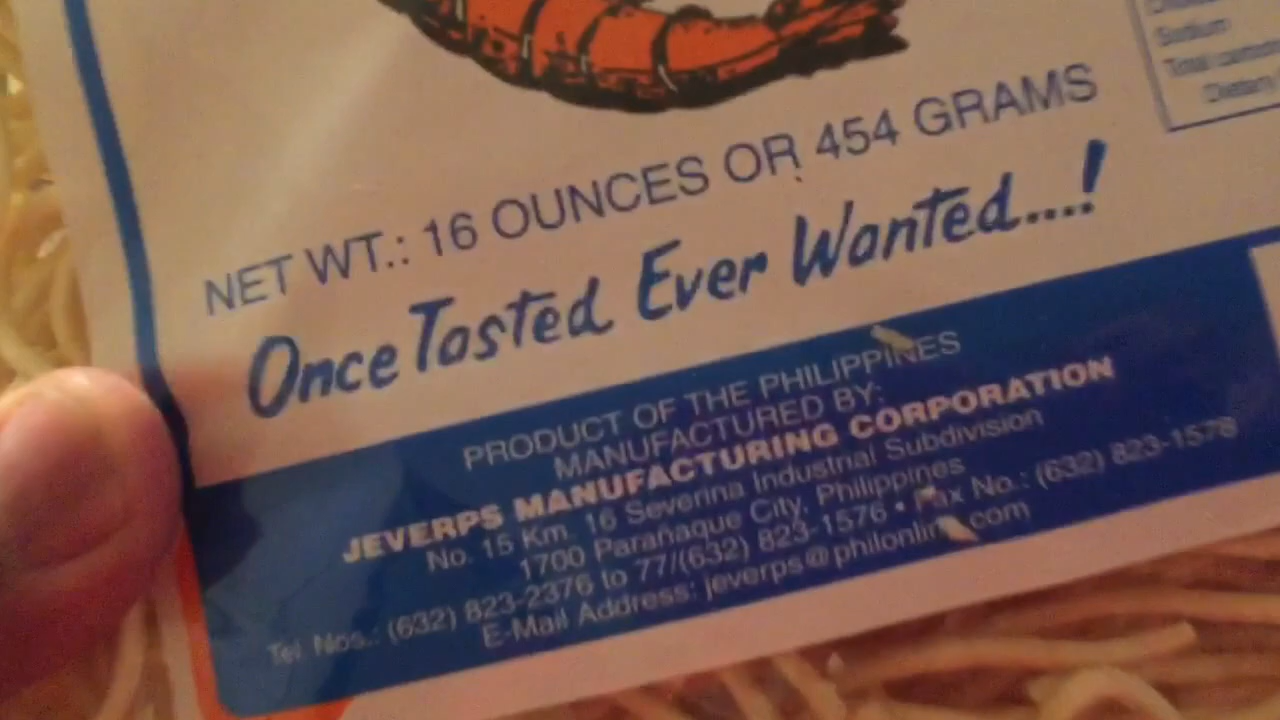 Sodium
NET WT.: 16 OUNCES OR 454 GRAMS
Once Tasted Ever Wanted....!
PRODUCT OF THE PHILIPPINES
MANUFACTURED BY:
JEVERPS MANUFACTURING CORPORATION
No. 15 Km. 16 Severina Industrial Subdivision
1700 Parañaque City, Philippines
Tel Nos.: (632) 823-2376 to 77/(632) 823-1576 • Fax No.: (632) 823-1578
E-Mail Address: jeverps@philonline.com